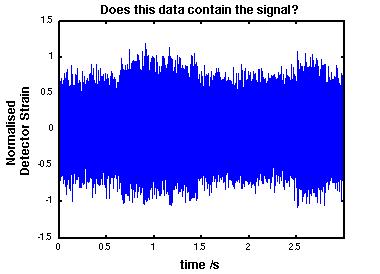 Does this data contain the signal?
1.5
1
0.5
0
-0.5
-1
-1.5
Normalised
Detector Strain
0 0.5 1 1.5 2 2.5
time /s